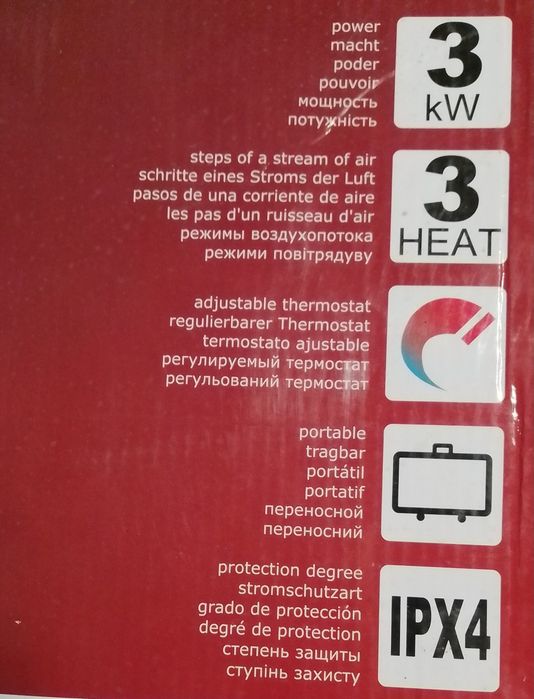 power
macht
poder
pouvoir
мощность
потужність
3
kW
steps of a stream of air
schritte eines Stroms der Luft
pasos de una corriente de aire
les pas d'un ruisseau d'air
режимы воздухопотока
режими повітрядуву
3
HEAT
adjustable thermostat
regulierbarer Thermostat
termostato ajustable
регулируемый термостат
регульований термостат
portable
tragbar
portátil
portatif
переносной
переносний
protection degree
stromschutzart
grado de protección
degré de protection
степень защиты
ступінь захисту
IPX4